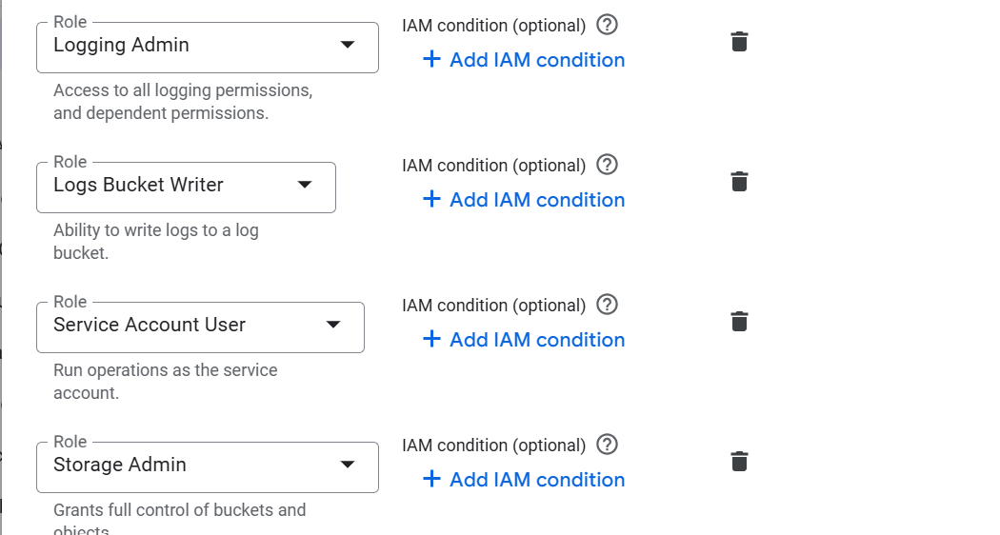 Role
IAM condition (optional)
Logging Admin
+ Add IAM condition
Access to all logging permissions,
and dependent permissions.
Role
IAM condition (optional)
Logs Bucket Writer
+ Add IAM condition
Ability to write logs to a log
bucket.
Role
IAM condition (optional)
Service Account User
+ Add IAM condition
Run operations as the service
account.
Role
IAM condition (optional)
Storage Admin
+ Add IAM condition
Grants full control of buckets and
objects.